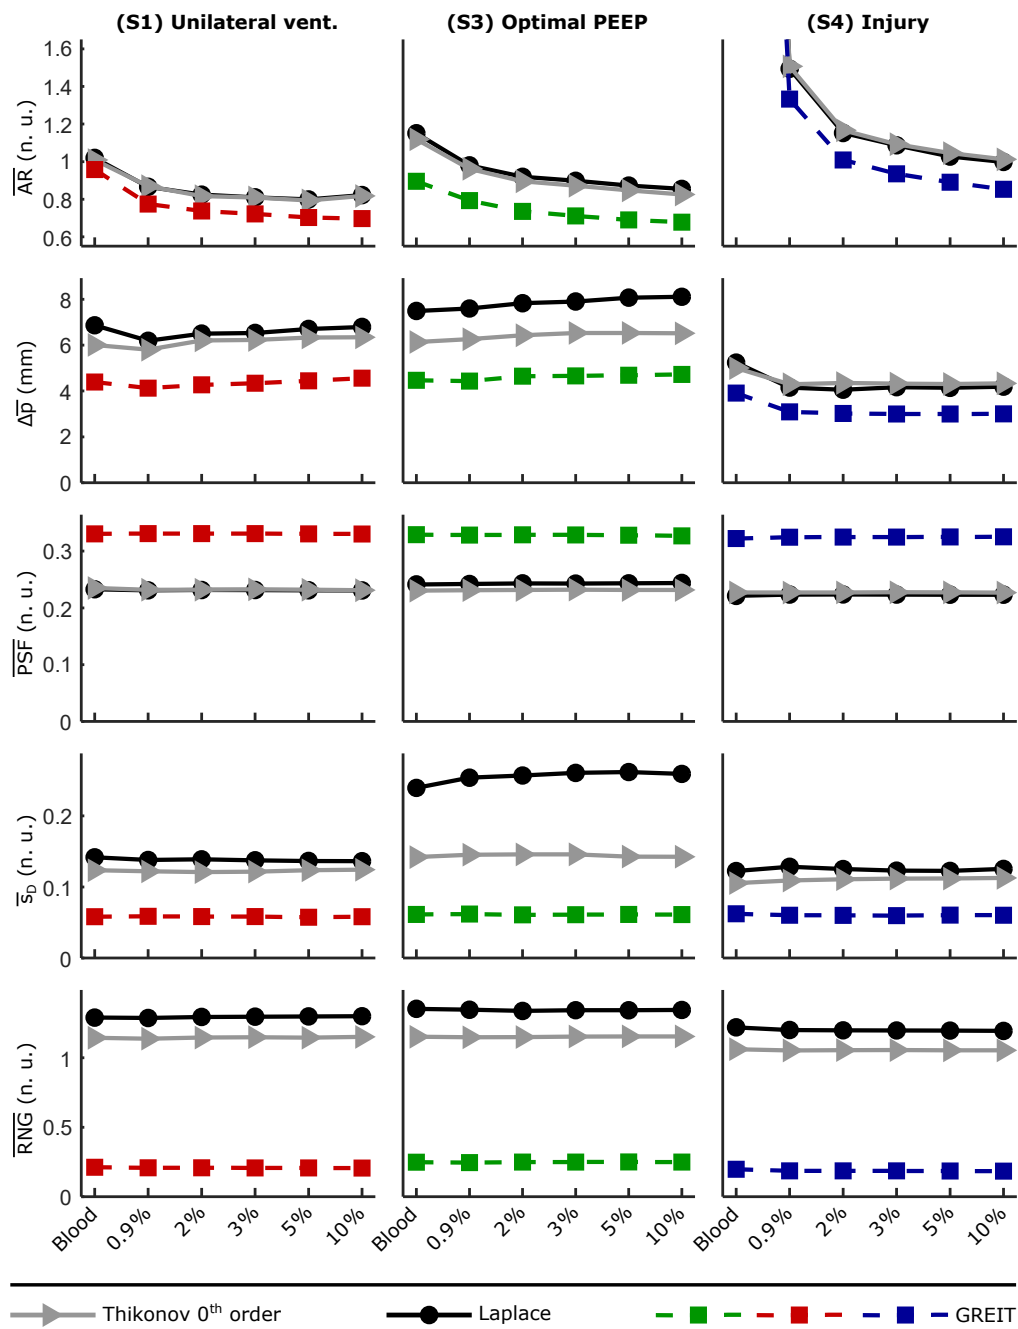 (S1) Unilateral vent.
(S3) Optimal PEEP
(S4) Injury
AR (n. u.)
1.6
1.4
1.2
1
0.8
0.6
Δp (mm)
8
6
4
2
0
PSF (n. u.)
0.3
0.2
0.1
0
s_D (n. u.)
0.2
0.1
0
RNG (n. u.)
1
0.5
0
Blood 0.9% 2% 3% 5% 10%
Blood 0.9% 2% 3% 5% 10%
Blood 0.9% 2% 3% 5% 10%
Thikonov 0th order
Laplace
GREIT